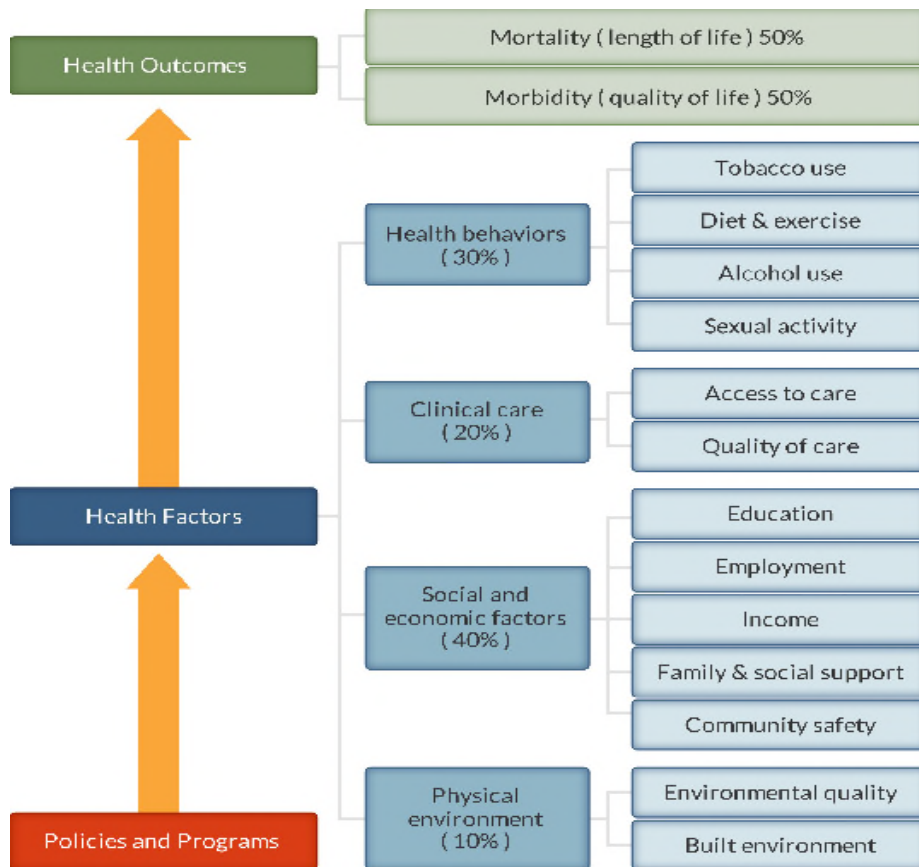 Health Outcomes
Mortality ( length of life ) 50%
Morbidity ( quality of life ) 50%
Health Factors
Health behaviors
( 30% )
Tobacco use
Diet & exercise
Alcohol use
Sexual activity
Clinical care
( 20% )
Access to care
Quality of care
Social and
economic factors
( 40% )
Education
Employment
Income
Family & social support
Community safety
Physical
environment
( 10% )
Environmental quality
Built environment
Policies and Programs